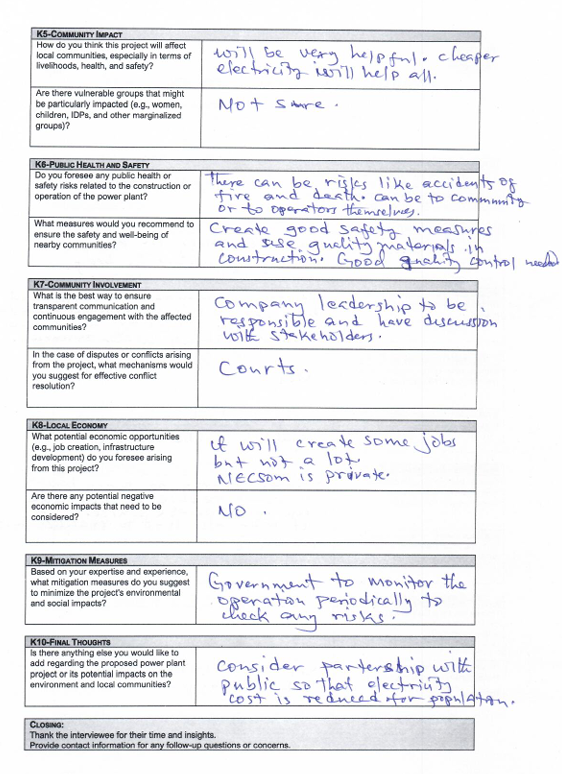 K5-COMMUNITY IMPACT
How do you think this project will affect
local communities, especially in terms of
livelihoods, health, and safety?
will be very helpful. cheaper
electricity will help all.
Are there vulnerable groups that might
be particularly impacted (e.g., women,
children, IDPs, and other marginalized
groups)?
Not sure.
K6-PUBLIC HEALTH AND SAFETY
Do you foresee any public health or
safety risks related to the construction or
operation of the power plant?
There can be risks like accidents of
fire and death. can be to community
or to operators themselves.
What measures would you recommend to
ensure the safety and well-being of
nearby communities?
Create good safety measures
and use quality materials in
construction. Good quality control needed
K7-COMMUNITY INVOLVEMENT
What is the best way to ensure
transparent communication and
continuous engagement with the affected
communities?
Company leadership to be
responsible and have discussion
with stakeholders.
In the case of disputes or conflicts arising
from the project, what mechanisms would
you suggest for effective conflict
resolution?
Courts.
K8-LOCAL ECONOMY
What potential economic opportunities
(e.g., job creation, infrastructure
development) do you foresee arising
from this project?
it will create some jobs
but not a lot.
NECSOM is private.
Are there any potential negative
economic impacts that need to be
considered?
NO.
K9-MITIGATION MEASURES
Based on your expertise and experience,
what mitigation measures do you suggest
to minimize the project's environmental
and social impacts?
Government to monitor the
operation periodically to
check any risks.
K10-FINAL THOUGHTS
Is there anything else you would like to
add regarding the proposed power plant
project or its potential impacts on the
environment and local communities?
Consider partership with
public so that electricity
cost is reduced for populaton.
CLOSING:
Thank the interviewee for their time and insights.
Provide contact information for any follow-up questions or concerns.